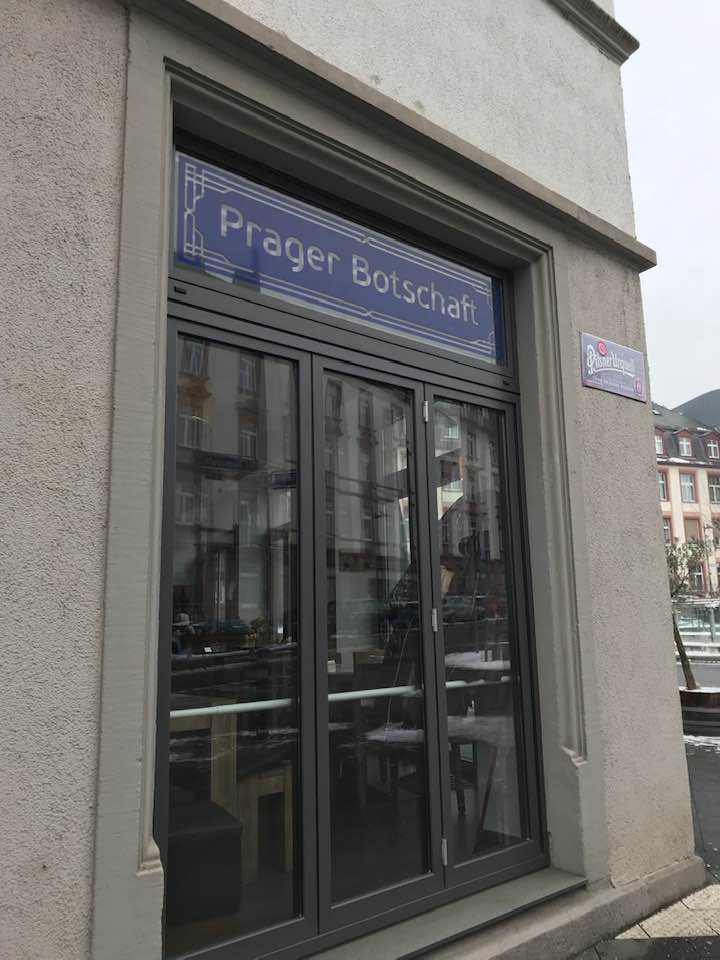 Prager Botschaft
Pilsner Urquell